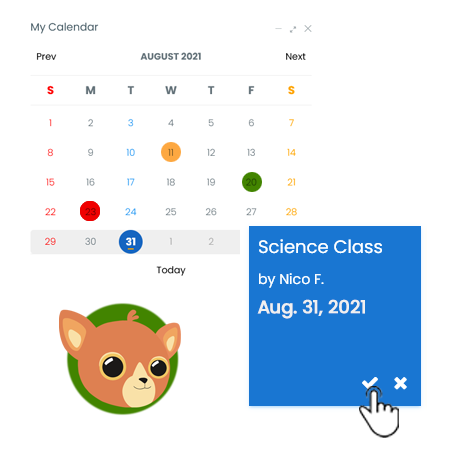 My Calendar
Prev AUGUST 2021 Next
S M T W T F S
1 2 3 4 5 6 7
8 9 10 11 12 13 14
15 16 17 18 19 20 21
22 23 24 25 26 27 28
29 30 31 1 2
Today
Science Class
by Nico F.
Aug. 31, 2021